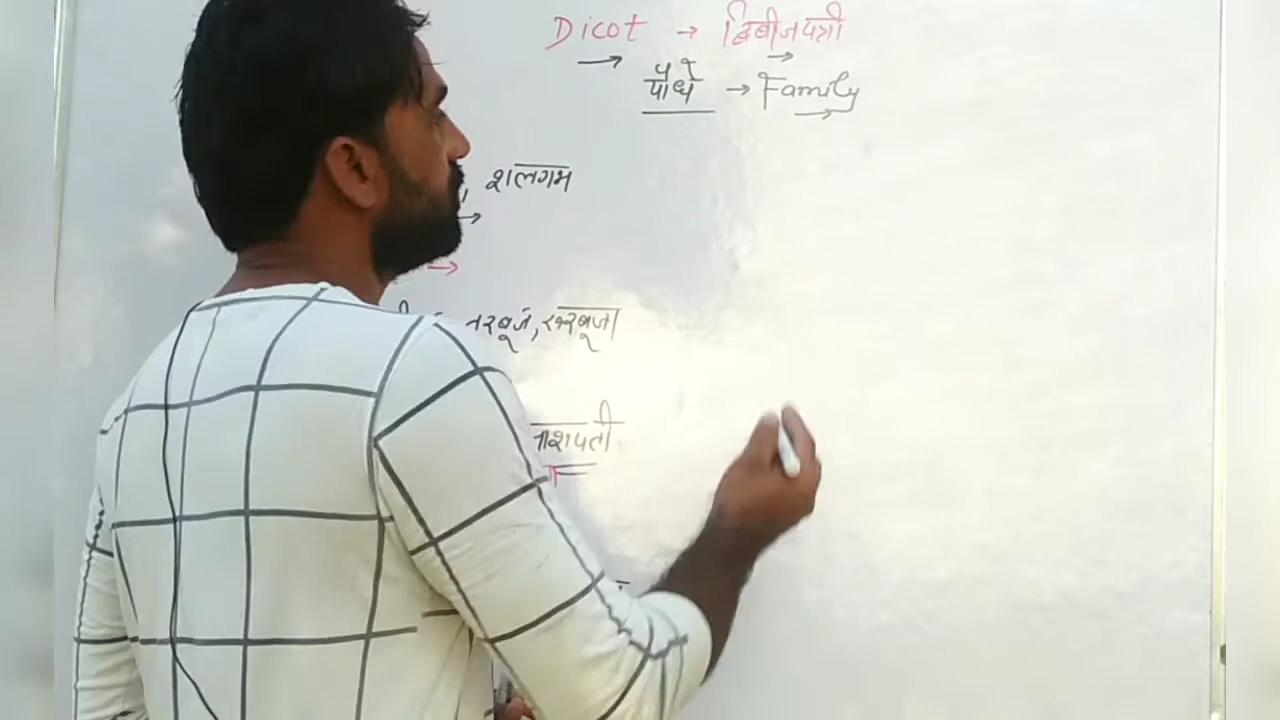 Dicot → द्विबीजपत्री
पौधे → Family
, शलगम
तरबूज, खरबूजा
नाशपती